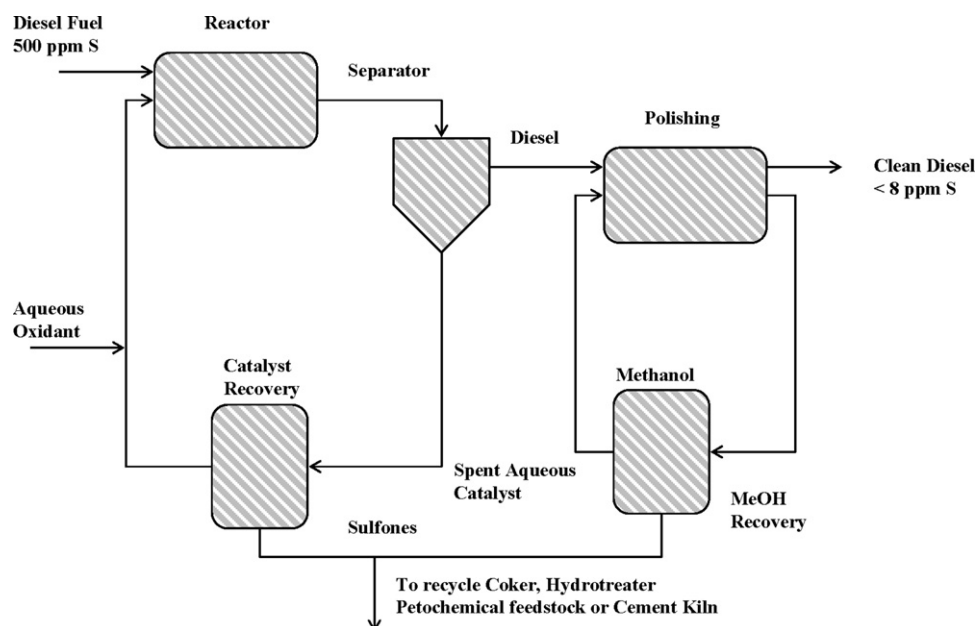 Diesel Fuel
500 ppm S
Reactor
Separator
Diesel
Polishing
Clean Diesel
< 8 ppm S
Aqueous
Oxidant
Catalyst
Recovery
Methanol
Spent Aqueous
Catalyst
MeOH
Recovery
Sulfones
To recycle Coker, Hydrotreater
Petochemical feedstock or Cement Kiln